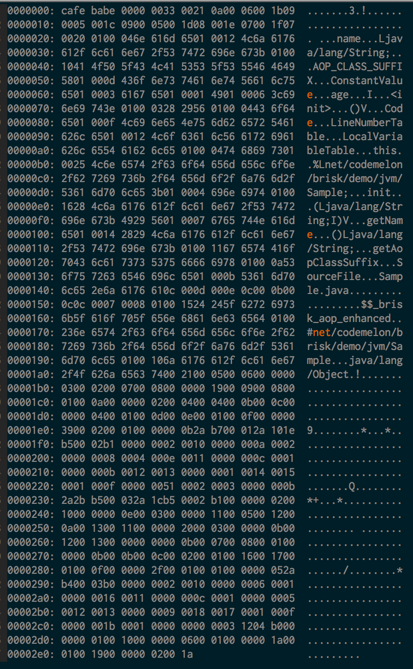 0000000: cafe babe 0000 0033 0021 0a00 0600 1b09 .......3.!......
0000010: 0005 001c 0900 0500 1d08 001e 0700 1f07 ................
0000020: 0020 0100 046e 616d 6501 0012 4c6a 6176 . ...name...Ljav
0000030: 612f 6c61 6e67 2f53 7472 696e 673b 0100 a/lang/String;..
0000040: 1041 4f50 5f43 4c41 5353 5f53 5546 4649 .AOP_CLASS_SUFFI
0000050: 5801 000d 436f 6e73 7461 6e74 5661 6c75 X...ConstantValu
0000060: 6501 0003 6167 6501 0001 4901 0006 3c69 e...age...I...<i
0000070: 6e69 743e 0100 0328 2956 0100 0443 6f64 nit>...()V...Cod
0000080: 6501 000f 4c69 6e65 4e75 6d62 6572 5461 e...LineNumberTa
0000090: 626c 6501 0012 4c6f 6361 6c56 6172 6961 ble...LocalVaria
00000a0: 626c 6554 6162 6c65 0100 0474 6869 7301 bleTable...this.
00000b0: 0025 4c6e 6574 2f63 6f64 656d 656c 6f6e .%Lnet/codemelon
00000c0: 2f62 7269 736b 2f64 656d 6f2f 6a76 6d2f /brisk/demo/jvm/
00000d0: 5361 6d70 6c65 3b01 0004 696e 6974 0100 Sample;...init..
00000e0: 1628 4c6a 6176 612f 6c61 6e67 2f53 7472 .(Ljava/lang/Str
00000f0: 696e 673b 4929 5601 0007 6765 744e 616d ing;I)V...getNam
0000100: 6501 0014 2829 4c6a 6176 612f 6c61 6e67 e...()Ljava/lang
0000110: 2f53 7472 696e 673b 0100 1167 6574 416f /String;...getAo
0000120: 7043 6c61 7373 5375 6666 6978 0100 0a53 pClassSuffix...S
0000130: 6f75 7263 6546 696c 6501 000b 5361 6d70 ourceFile...Samp
0000140: 6c65 2e6a 6176 610c 000d 000e 0c00 0b00 le.java.........
0000150: 0c0c 0007 0008 0100 1524 245f 6272 6973 .........$$_bris
0000160: 6b5f 616f 705f 656e 6861 6e63 6564 0100 k_aop_enhanced..
0000170: 236e 6574 2f63 6f64 656d 656c 6f6e 2f62 #net/codemelon/b
0000180: 7269 736b 2f64 656d 6f2f 6a76 6d2f 5361 risk/demo/jvm/Sa
0000190: 6d70 6c65 0100 106a 6176 612f 6c61 6e67 mple...java/lang
00001a0: 2f4f 626a 6563 7400 2100 0500 0600 0000 /Object.!.......
00001b0: 0300 0200 0700 0800 0000 1900 0900 0800 ................
00001c0: 0100 0a00 0000 0200 0400 0400 0b00 0c00 ................
00001d0: 0000 0400 0100 0d00 0e00 0100 0f00 0000 ................
00001e0: 3900 0200 0100 0000 0b2a b700 012a 101e 9........*...*..
00001f0: b500 02b1 0000 0002 0010 0000 000a 0002 ................
0000200: 0000 0008 0004 000e 0011 0000 000c 0001 ................
0000210: 0000 000b 0012 0013 0000 0001 0014 0015 ................
0000220: 0001 000f 0000 0051 0002 0003 0000 000b .......Q........
0000230: 2a2b b500 032a 1cb5 0002 b100 0000 0200 *+...*..........
0000240: 1000 0000 0e00 0300 0000 1100 0500 1200 ................
0000250: 0a00 1300 1100 0000 2000 0300 0000 0b00 ........ .......
0000260: 1200 1300 0000 0000 0b00 0700 0800 0100 ................
0000270: 0000 0b00 0b00 0c00 0200 0100 1600 1700 ................
0000280: 0100 0f00 0000 2f00 0100 0100 0000 052a ....../........*
0000290: b400 03b0 0000 0002 0010 0000 0006 0001 ................
00002a0: 0000 0016 0011 0000 000c 0001 0000 0005 ................
00002b0: 0012 0013 0000 0009 0018 0017 0001 000f ................
00002c0: 0000 001b 0001 0000 0000 0003 1204 b000 ................
00002d0: 0000 0100 1000 0000 0600 0100 0000 1a00 ................
00002e0: 0100 1900 0000 0200 1a .........